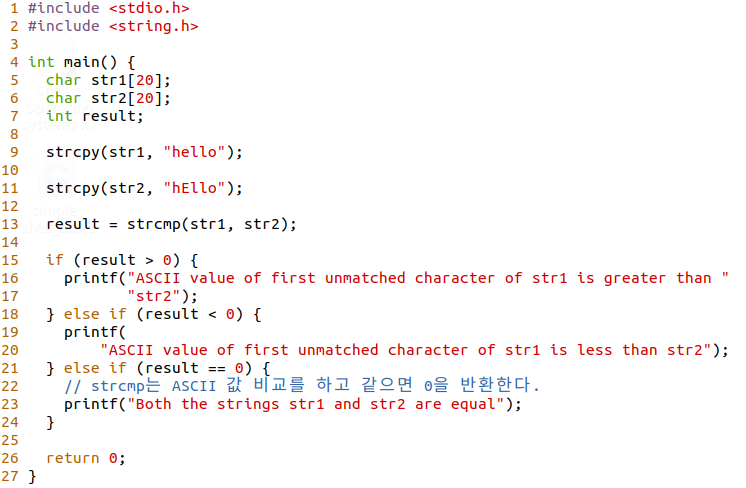 1 #include <stdio.h>
2 #include <string.h>
3
4 int main() {
5   char str1[20];
6   char str2[20];
7   int result;
8
9   strcpy(str1, "hello");
10
11   strcpy(str2, "hEllo");
12
13   result = strcmp(str1, str2);
14
15   if (result > 0) {
16     printf("ASCII value of first unmatched character of str1 is greater than "
17            "str2");
18   } else if (result < 0) {
19     printf(
20         "ASCII value of first unmatched character of str1 is less than str2");
21   } else if (result == 0) {
22     // strcmp는 ASCII 값 비교를 하고 같으면 0을 반환한다.
23     printf("Both the strings str1 and str2 are equal");
24   }
25
26   return 0;
27 }